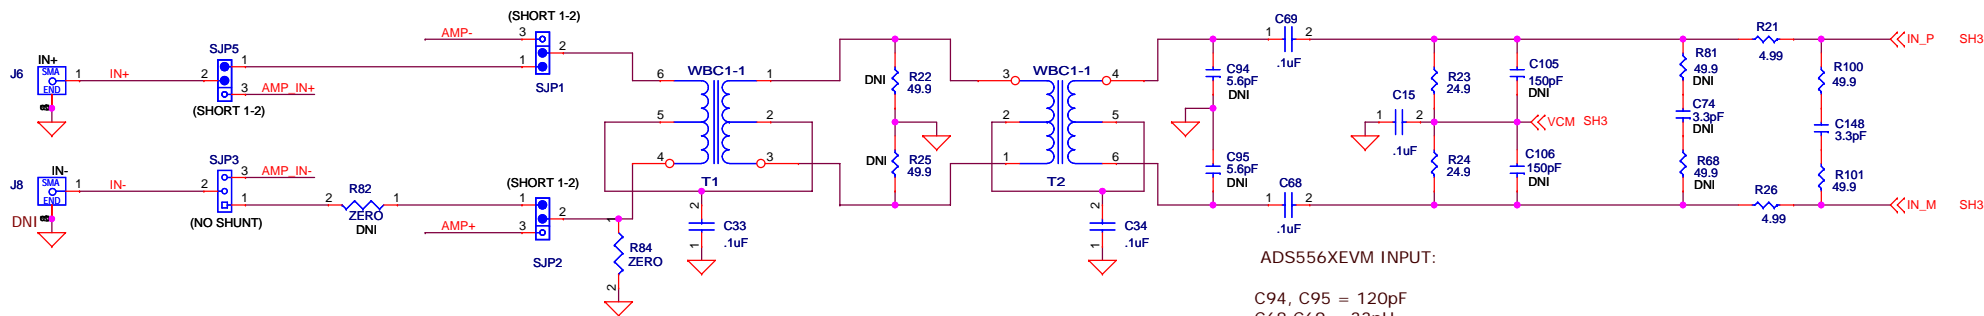 (SHORT 1-2)
AMP- 3
2
1
SJP1
SJP5
1
2
3 AMP_IN+
(SHORT 1-2)
IN+
J6
SMA
END
1 IN+
IN-
J8
SMA
END
1 IN-
DNI
SJP3
3 AMP_IN-
2
1
(NO SHUNT)
R82
2 1
ZERO
DNI
(SHORT 1-2)
1
2
AMP+ 3
SJP2
1
R84
ZERO
2
WBC1-1
6 1
5 2
4 3
T1
2
C33
.1uF
1
DNI R22
49.9
DNI R25
49.9
WBC1-1
3 4
2 5
1 6
T2
2
C34
.1uF
1
C94
5.6pF
DNI
C95
5.6pF
DNI
C69
1 2
.1uF
C68
1 2
.1uF
C15
1 2
.1uF
R23
24.9
R24
24.9
C105
150pF
DNI
VCM SH3
C106
150pF
DNI
R81
49.9
DNI
C74
3.3pF
DNI
R68
49.9
DNI
R21
4.99
R26
4.99
R100
49.9
C148
3.3pF
R101
49.9
IN_P SH3
IN_M SH3
ADS556XEVM INPUT:
C94, C95 = 120pF